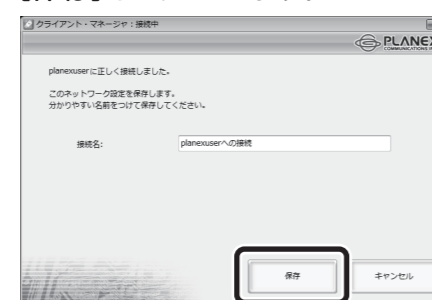 クライアント・マネージャ：接続中
PLANEX
planexuserに正しく接続しました。
このネットワーク設定を保存します。
分かりやすい名前をつけて保存してください。
接続名:
planexuserへの接続
保存
キャンセル